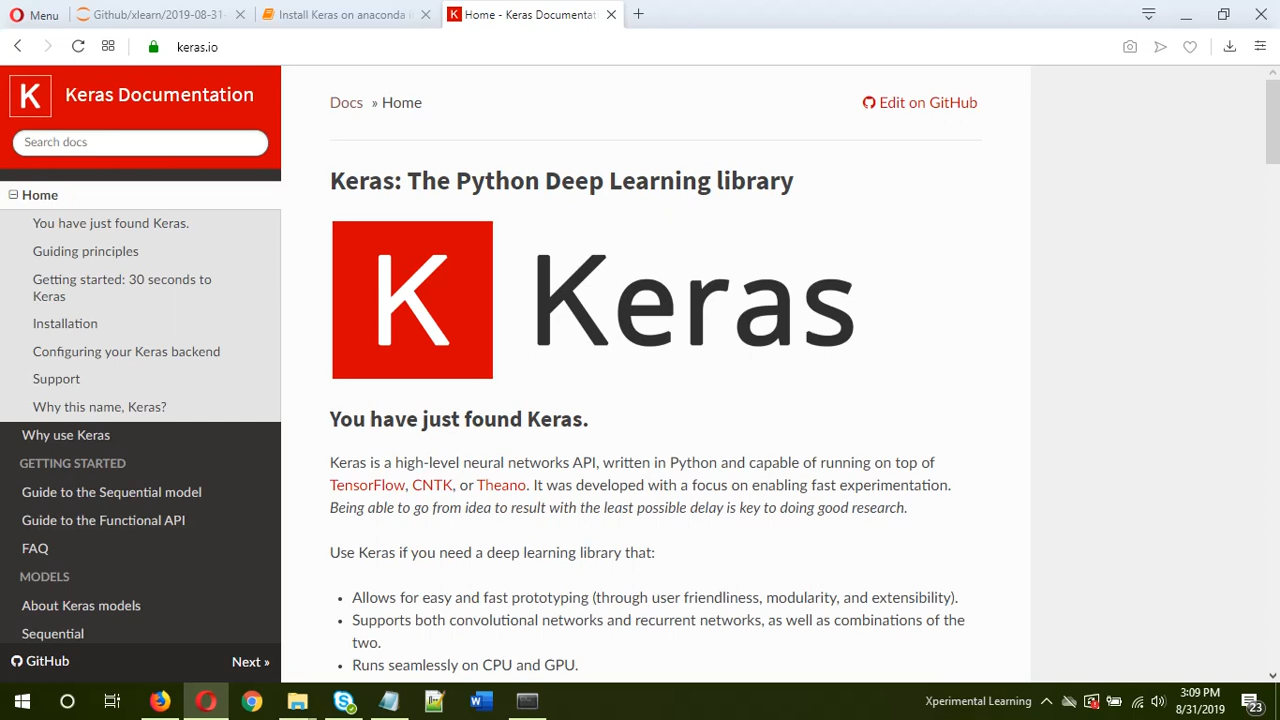 Menu
Github/xlearn/2019-08-31-
Install Keras on anaconda i
K Home - Keras Documentat
keras.io
K Keras Documentation
Search docs
Home
You have just found Keras.
Guiding principles
Getting started: 30 seconds to
Keras
Installation
Configuring your Keras backend
Support
Why this name, Keras?
Why use Keras
GETTING STARTED
Guide to the Sequential model
Guide to the Functional API
FAQ
MODELS
About Keras models
Sequential
GitHub
Next »
Docs » Home
Edit on GitHub
Keras: The Python Deep Learning library
K Keras
You have just found Keras.
Keras is a high-level neural networks API, written in Python and capable of running on top of
TensorFlow, CNTK, or Theano. It was developed with a focus on enabling fast experimentation.
Being able to go from idea to result with the least possible delay is key to doing good research.
Use Keras if you need a deep learning library that:
• Allows for easy and fast prototyping (through user friendliness, modularity, and extensibility).
• Supports both convolutional networks and recurrent networks, as well as combinations of the
two.
• Runs seamlessly on CPU and GPU.
Xperimental Learning
3:09 PM
8/31/2019
23